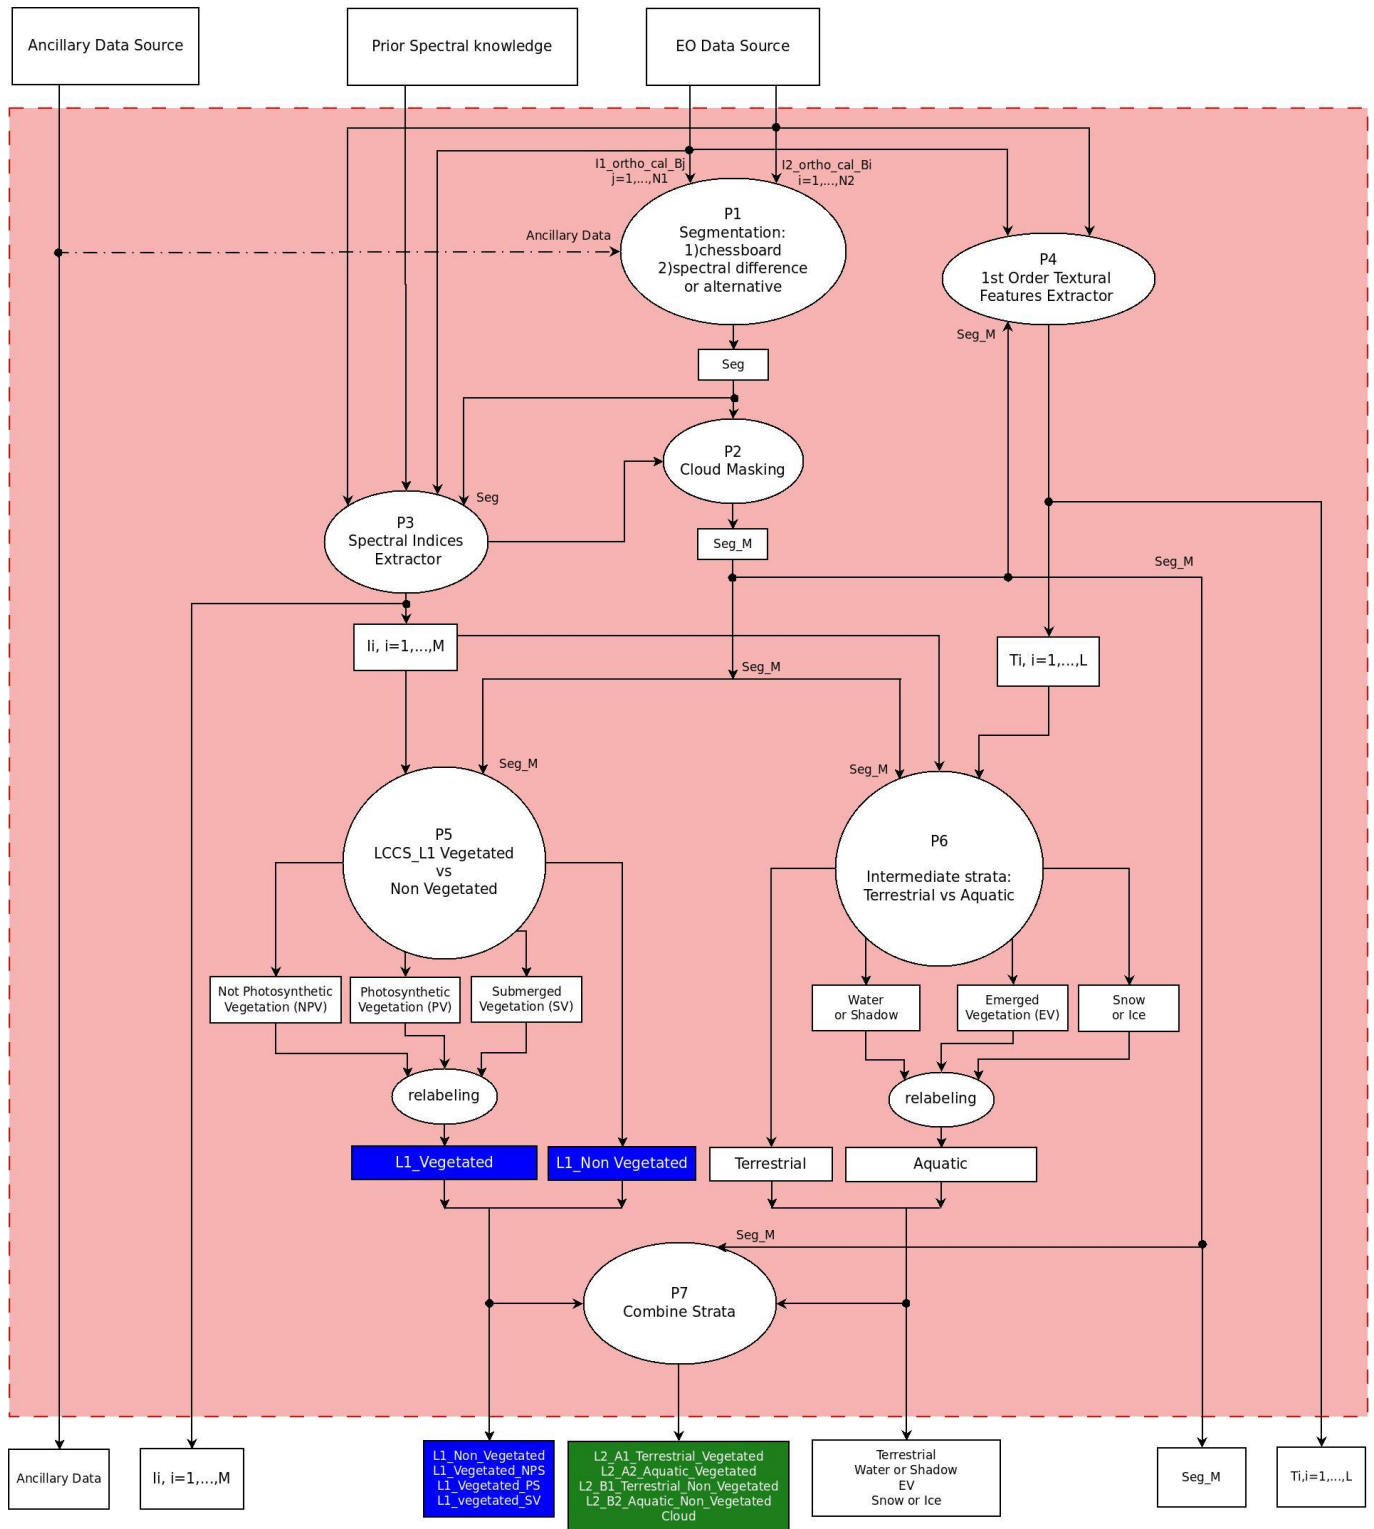 Ancillary Data Source
Prior Spectral knowledge
EO Data Source
I1_ortho_cal_Bj
j=1,...,N1
I2_ortho_cal_Bi
i=1,...,N2
Ancillary Data
P1
Segmentation:
1)chessboard
2)spectral difference
or alternative
P4
1st Order Textural
Features Extractor
Seg_M
Seg
P2
Cloud Masking
Seg
P3
Spectral Indices
Extractor
Seg_M
Seg_M
Ii, i=1,...,M
Ti, i=1,...,L
Seg_M
Seg_M
Seg_M
P5
LCCS_L1 Vegetated
vs
Non Vegetated
P6
Intermediate strata:
Terrestrial vs Aquatic
Not Photosynthetic
Vegetation (NPV)
Photosynthetic
Vegetation (PV)
Submerged
Vegetation (SV)
Water
or Shadow
Emerged
Vegetation (EV)
Snow
or Ice
relabeling
relabeling
L1_Vegetated
L1_Non Vegetated
Terrestrial
Aquatic
Seg_M
P7
Combine Strata
Ancillary Data
Ii, i=1,...,M
L1_Non_Vegetated
L1_Vegetated_NPS
L1_Vegetated_PS
L1_vegetated_SV
L2_A1_Terrestrial_Vegetated
L2_A2_Aquatic_Vegetated
L2_B1_Terrestrial_Non_Vegetated
L2_B2_Aquatic_Non_Vegetated
Cloud
Terrestrial
Water or Shadow
EV
Snow or Ice
Seg_M
Ti,i=1,...,L